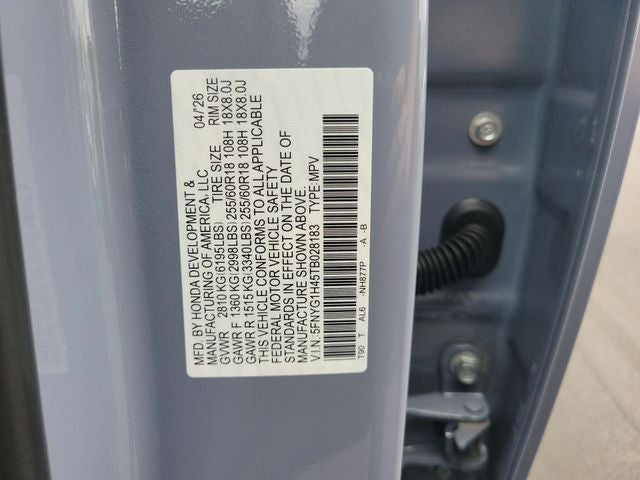 MFD. BY HONDA DEVELOPMENT & 04/'26
MANUFACTURING OF AMERICA, LLC
GVWR 2810 KG(6195LBS) TIRE SIZE RIM SIZE
GAWR F 1360 KG(2998LBS)255/60R18 108H 18X8.0J
GAWR R 1515 KG(3340LBS)255/60R18 108H 18X8.0J
THIS VEHICLE CONFORMS TO ALL APPLICABLE
FEDERAL MOTOR VEHICLE SAFETY
STANDARDS IN EFFECT ON THE DATE OF
MANUFACTURE SHOWN ABOVE.
V.I.N.:5FNYG1H45TB028183 TYPE:MPV
T90 T AL6 -NH877P -A -B